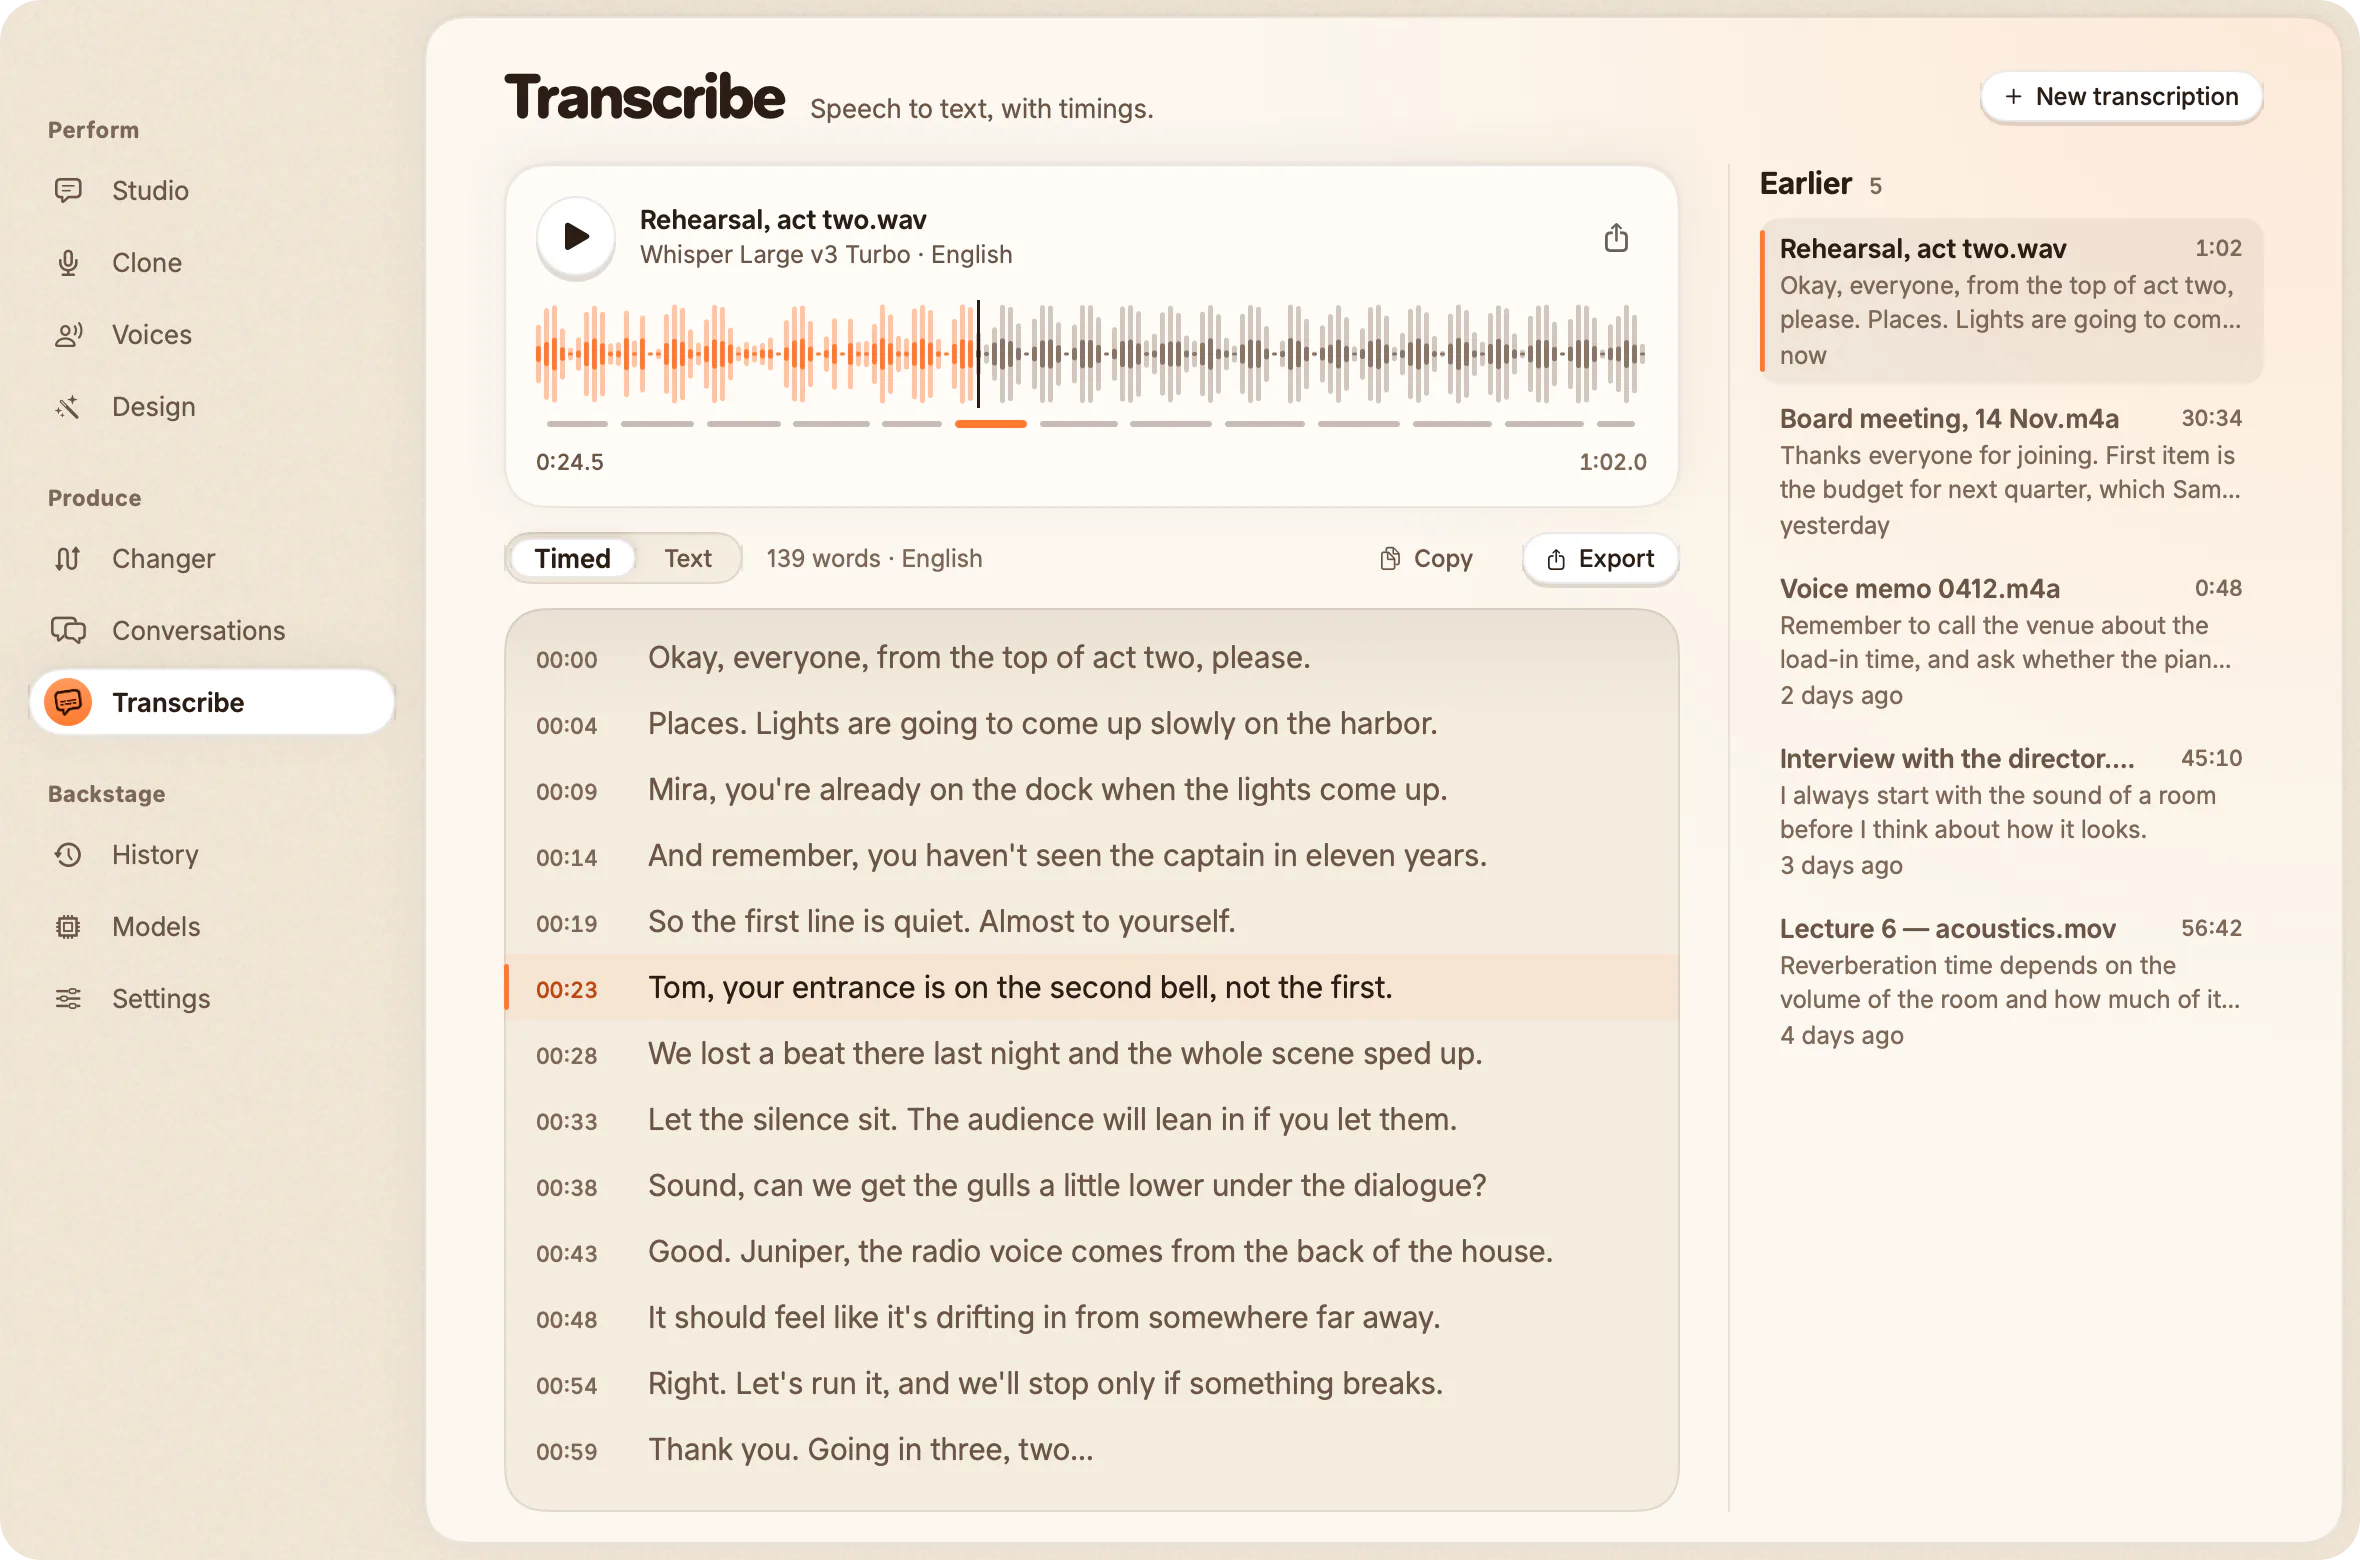 Perform
Studio
Clone
Voices
Design
Produce
Changer
Conversations
Transcribe
Backstage
History
Models
Settings
Transcribe Speech to text, with timings.
+ New transcription
Rehearsal, act two.wav
Whisper Large v3 Turbo · English
0:24.5 1:02.0
Timed Text 139 words · English Copy Export
00:00 Okay, everyone, from the top of act two, please.
00:04 Places. Lights are going to come up slowly on the harbor.
00:09 Mira, you're already on the dock when the lights come up.
00:14 And remember, you haven't seen the captain in eleven years.
00:19 So the first line is quiet. Almost to yourself.
00:23 Tom, your entrance is on the second bell, not the first.
00:28 We lost a beat there last night and the whole scene sped up.
00:33 Let the silence sit. The audience will lean in if you let them.
00:38 Sound, can we get the gulls a little lower under the dialogue?
00:43 Good. Juniper, the radio voice comes from the back of the house.
00:48 It should feel like it's drifting in from somewhere far away.
00:54 Right. Let's run it, and we'll stop only if something breaks.
00:59 Thank you. Going in three, two...
Earlier 5
Rehearsal, act two.wav 1:02
Okay, everyone, from the top of act two,
please. Places. Lights are going to com...
now
Board meeting, 14 Nov.m4a 30:34
Thanks everyone for joining. First item is
the budget for next quarter, which Sam...
yesterday
Voice memo 0412.m4a 0:48
Remember to call the venue about the
load-in time, and ask whether the pian...
2 days ago
Interview with the director.... 45:10
I always start with the sound of a room
before I think about how it looks.
3 days ago
Lecture 6 — acoustics.mov 56:42
Reverberation time depends on the
volume of the room and how much of it...
4 days ago